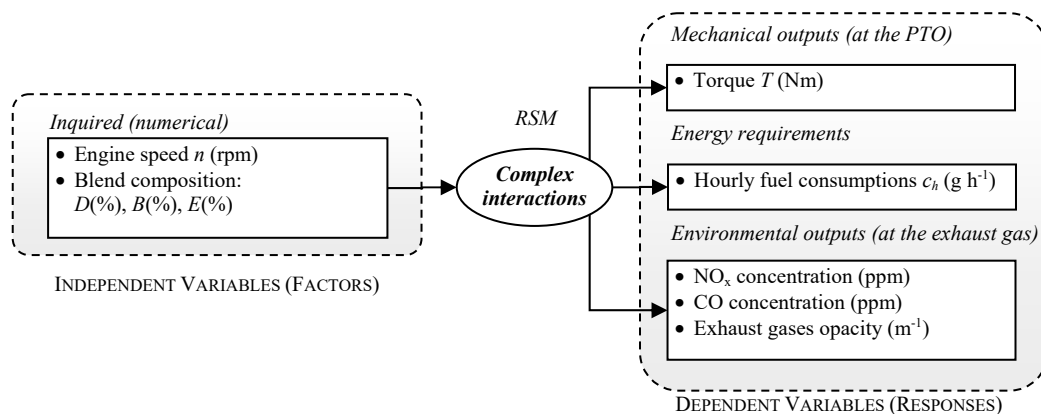 Inquired (numerical)
• Engine speed n (rpm)
• Blend composition:
D(%), B(%), E(%)
INDEPENDENT VARIABLES (FACTORS)
RSM
Complex
interactions
Mechanical outputs (at the PTO)
• Torque T (Nm)
Energy requirements
• Hourly fuel consumptions cₕ (g h⁻¹)
Environmental outputs (at the exhaust gas)
• NOₓ concentration (ppm)
• CO concentration (ppm)
• Exhaust gases opacity (m⁻¹)
DEPENDENT VARIABLES (RESPONSES)